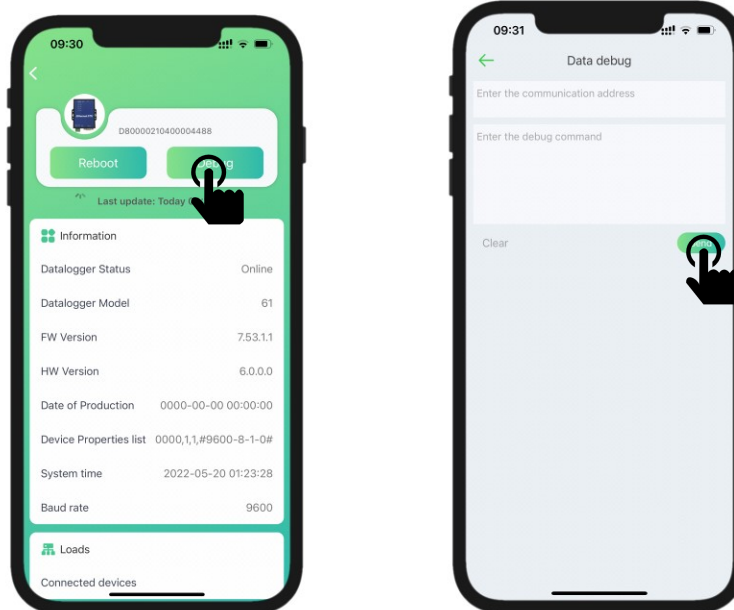 09:30
D80000210400004488
Reboot
Last update: Today
Information
Datalogger Status Online
Datalogger Model 61
FW Version 7.53.1.1
HW Version 6.0.0.0
Date of Production 0000-00-00 00:00:00
Device Properties list 0000,1,1,#9600-8-1-0#
System time 2022-05-20 01:23:28
Baud rate 9600
Loads
Connected devices
09:31
Data debug
Enter the communication address
Enter the debug command
Clear